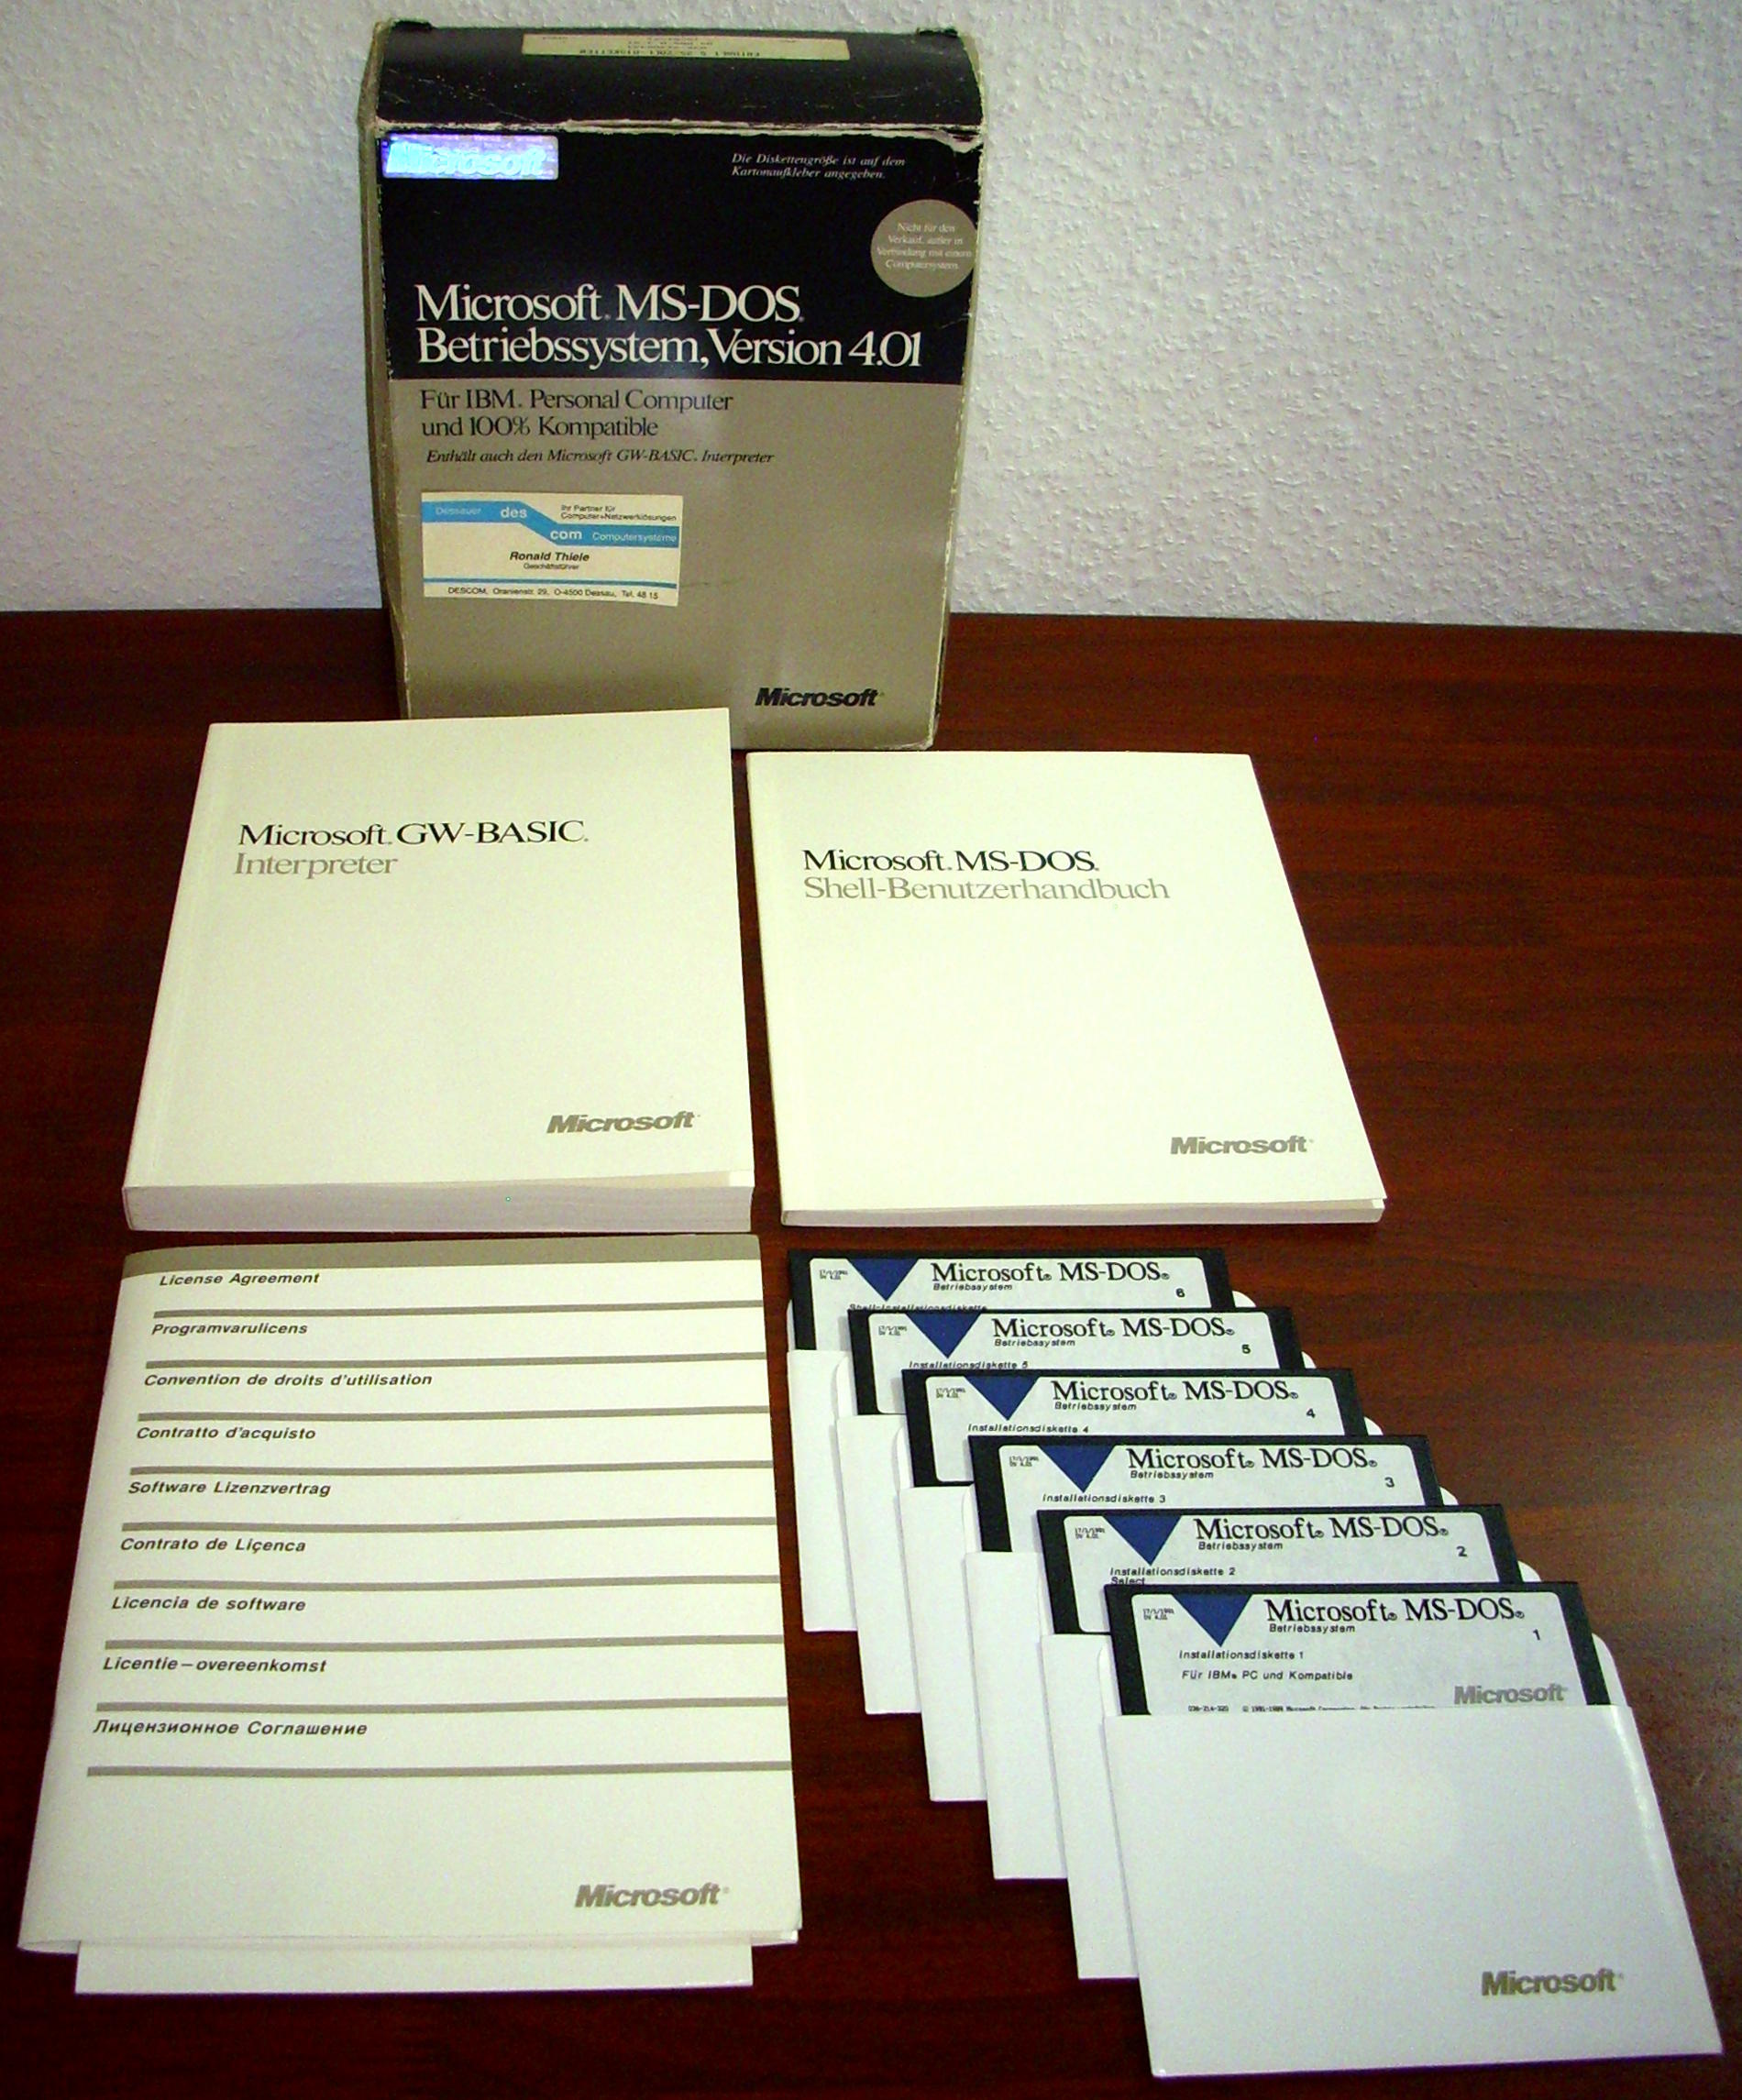 Microsoft
Die Diskettengröße ist auf dem
Kartonaufkleber angegeben.
Nicht für den
Verkauf, außer in
Verbindung mit einem
Computersystem.
Microsoft® MS-DOS®
Betriebssystem, Version 4.01
Für IBM® Personal Computer
und 100% Kompatible
Enthält auch den Microsoft GW-BASIC® Interpreter
Dessauer des
com Computersysteme
Ihr Partner für
Computer+Netzwerklösungen
Ronald Thiele
Geschäftsführer
DESCOM, Oranienstr. 29, O-4500 Dessau, Tel. 48 15
Microsoft®
Microsoft® GW-BASIC®
Interpreter
Microsoft®
Microsoft® MS-DOS®
Shell-Benutzerhandbuch
Microsoft®
License Agreement
Programvarulicens
Convention de droits d'utilisation
Contratto d'acquisto
Software Lizenzvertrag
Contrato de Liçenca
Licencia de software
Licentie–overeenkomst
Лицензионное Соглашение
Microsoft®
Microsoft® MS-DOS®
Betriebssystem
6
Shell-Installationsdiskette
Microsoft® MS-DOS®
Betriebssystem
5
Installationsdiskette 5
Microsoft® MS-DOS®
Betriebssystem
4
Installationsdiskette 4
Microsoft® MS-DOS®
Betriebssystem
3
Installationsdiskette 3
Microsoft® MS-DOS®
Betriebssystem
2
Installationsdiskette 2
Select
Microsoft® MS-DOS®
Betriebssystem
1
Installationsdiskette 1
Für IBM® PC und Kompatible
Microsoft®
Microsoft®